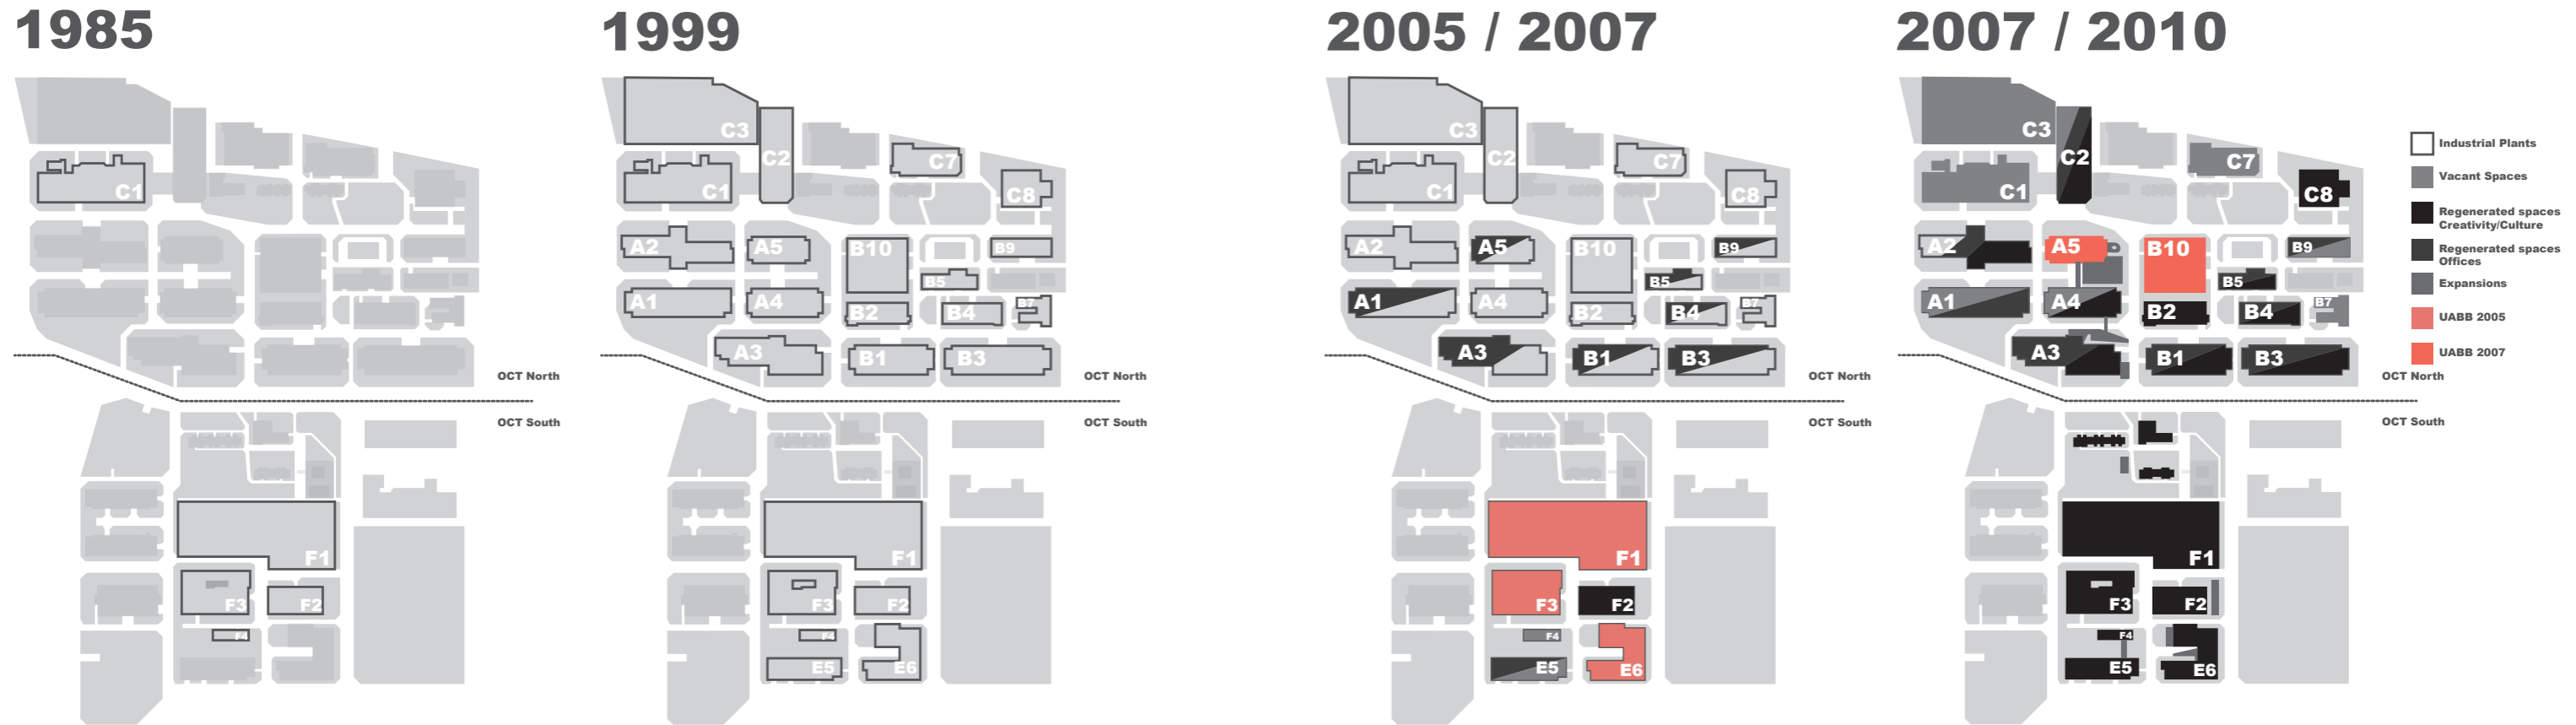 1985
C1
OCT North
OCT South
F1
F3
F2
F4
1999
C3
C2
C7
C1
C8
A2
A5
B10
B9
B5
A1
A4
B2
B4
B7
A3
B1
B3
OCT North
OCT South
F1
F3
F2
F4
E5
E6
2005 / 2007
C3
C2
C7
C1
C8
A2
A5
B10
B9
B5
A1
A4
B2
B4
B7
A3
B1
B3
OCT North
OCT South
F1
F3
F2
F4
E5
E6
2007 / 2010
C3
C2
C7
C1
C8
A2
A5
B10
B9
B5
A1
A4
B2
B4
B7
A3
B1
B3
OCT North
OCT South
F1
F3
F2
F4
E5
E6
Industrial Plants
Vacant Spaces
Regenerated spaces
Creativity/Culture
Regenerated spaces
Offices
Expansions
UABB 2005
UABB 2007